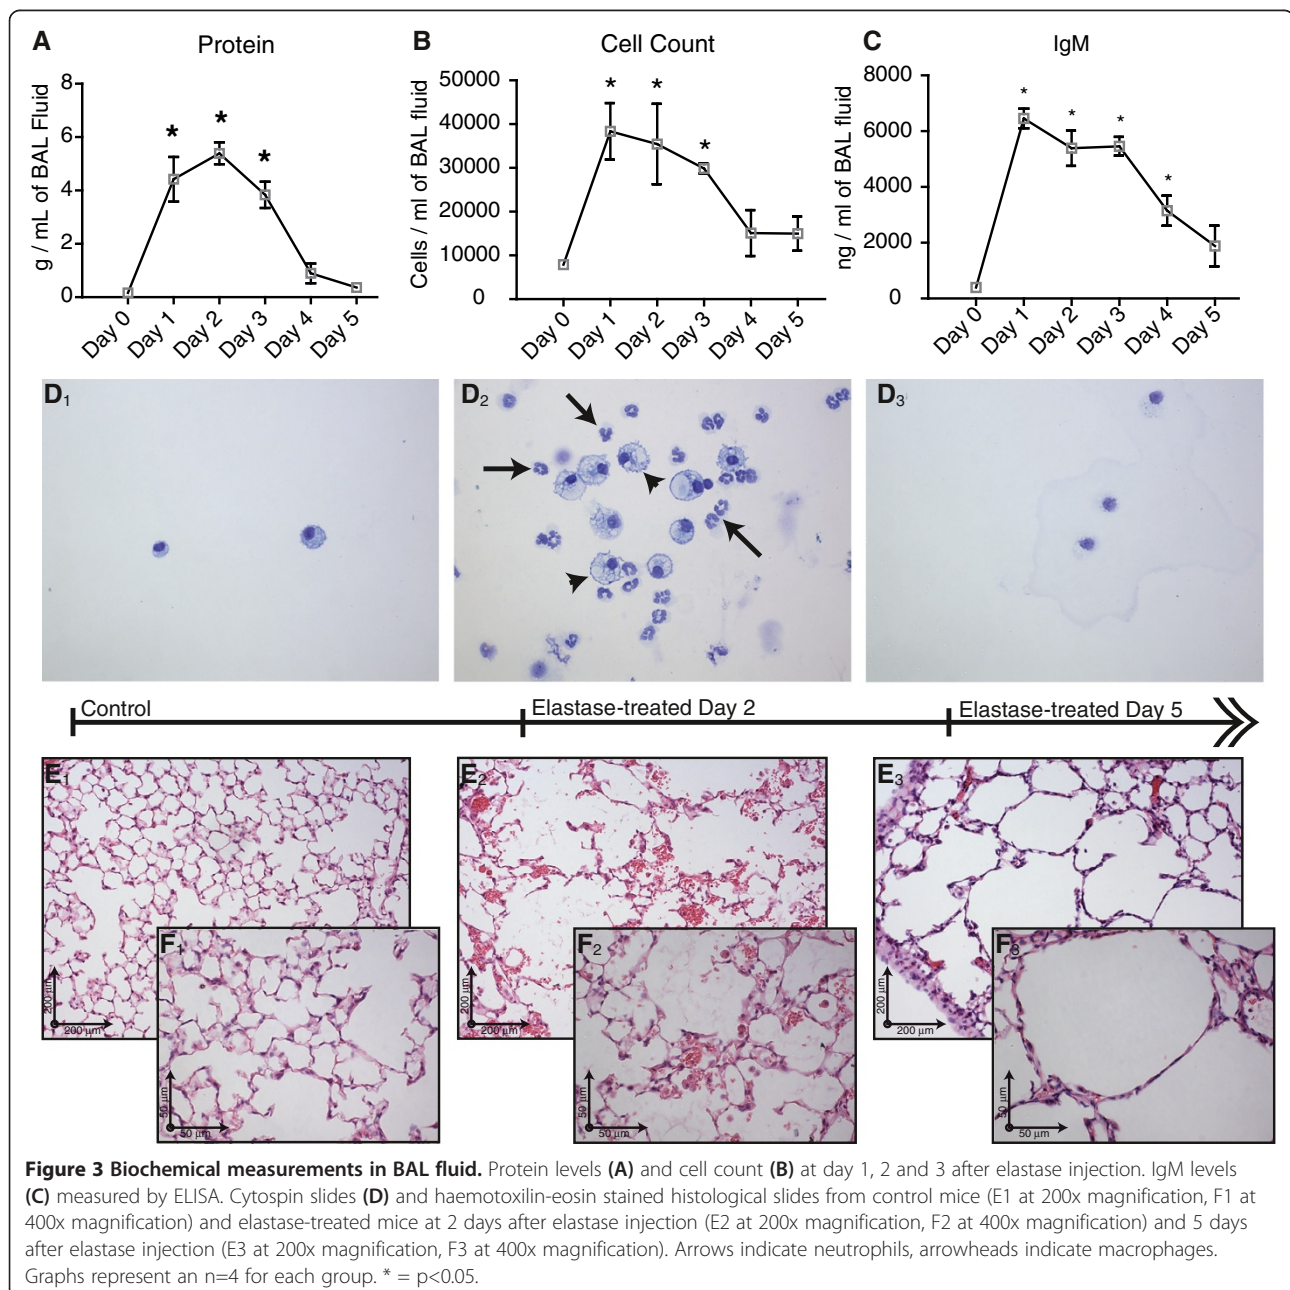 A Protein
8
6
4
2
0
g / mL of BAL Fluid
* * *
Day 0 Day 1 Day 2 Day 3 Day 4 Day 5
B Cell Count
50000
40000
30000
20000
10000
0
Cells / ml of BAL fluid
* * *
Day 0 Day 1 Day 2 Day 3 Day 4 Day 5
C IgM
8000
6000
4000
2000
0
ng / ml of BAL fluid
* * * *
Day 0 Day 1 Day 2 Day 3 Day 4 Day 5
D1 D2 D3
Control Elastase-treated Day 2 Elastase-treated Day 5
E1 E2 E3
200 µm 200 µm 200 µm 200 µm 200 µm 200 µm
F1 F2 F3
50 µm 50 µm 50 µm 50 µm 50 µm 50 µm
Figure 3 Biochemical measurements in BAL fluid. Protein levels (A) and cell count (B) at day 1, 2 and 3 after elastase injection. IgM levels
(C) measured by ELISA. Cytospin slides (D) and haemotoxilin-eosin stained histological slides from control mice (E1 at 200x magnification, F1 at
400x magnification) and elastase-treated mice at 2 days after elastase injection (E2 at 200x magnification, F2 at 400x magnification) and 5 days
after elastase injection (E3 at 200x magnification, F3 at 400x magnification). Arrows indicate neutrophils, arrowheads indicate macrophages.
Graphs represent an n=4 for each group. * = p<0.05.